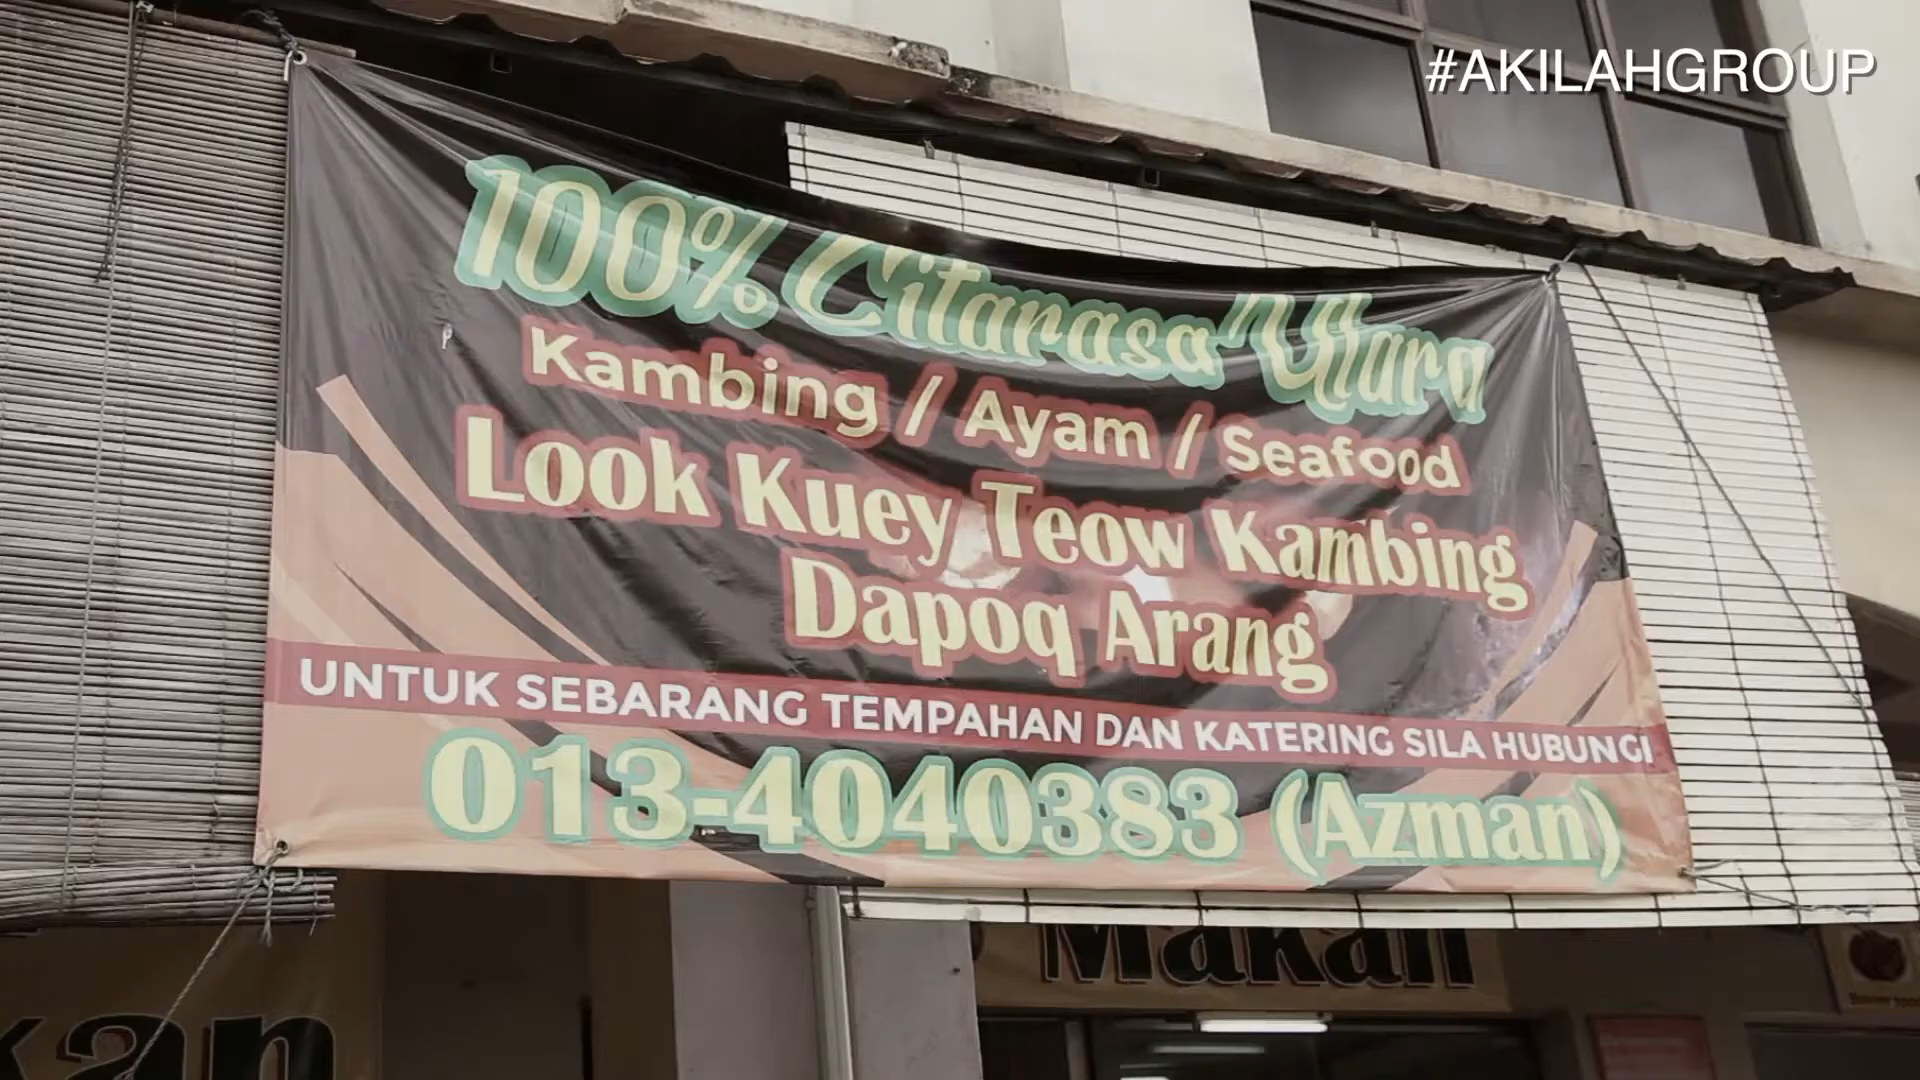 #AKILAHGROUP
100% Citarasa Utara
Kambing / Ayam / Seafood
Look Kuey Teow Kambing
Dapoq Arang
UNTUK SEBARANG TEMPAHAN DAN KATERING SILA HUBUNGI
013-4040383 (Azman)
Makan
kan